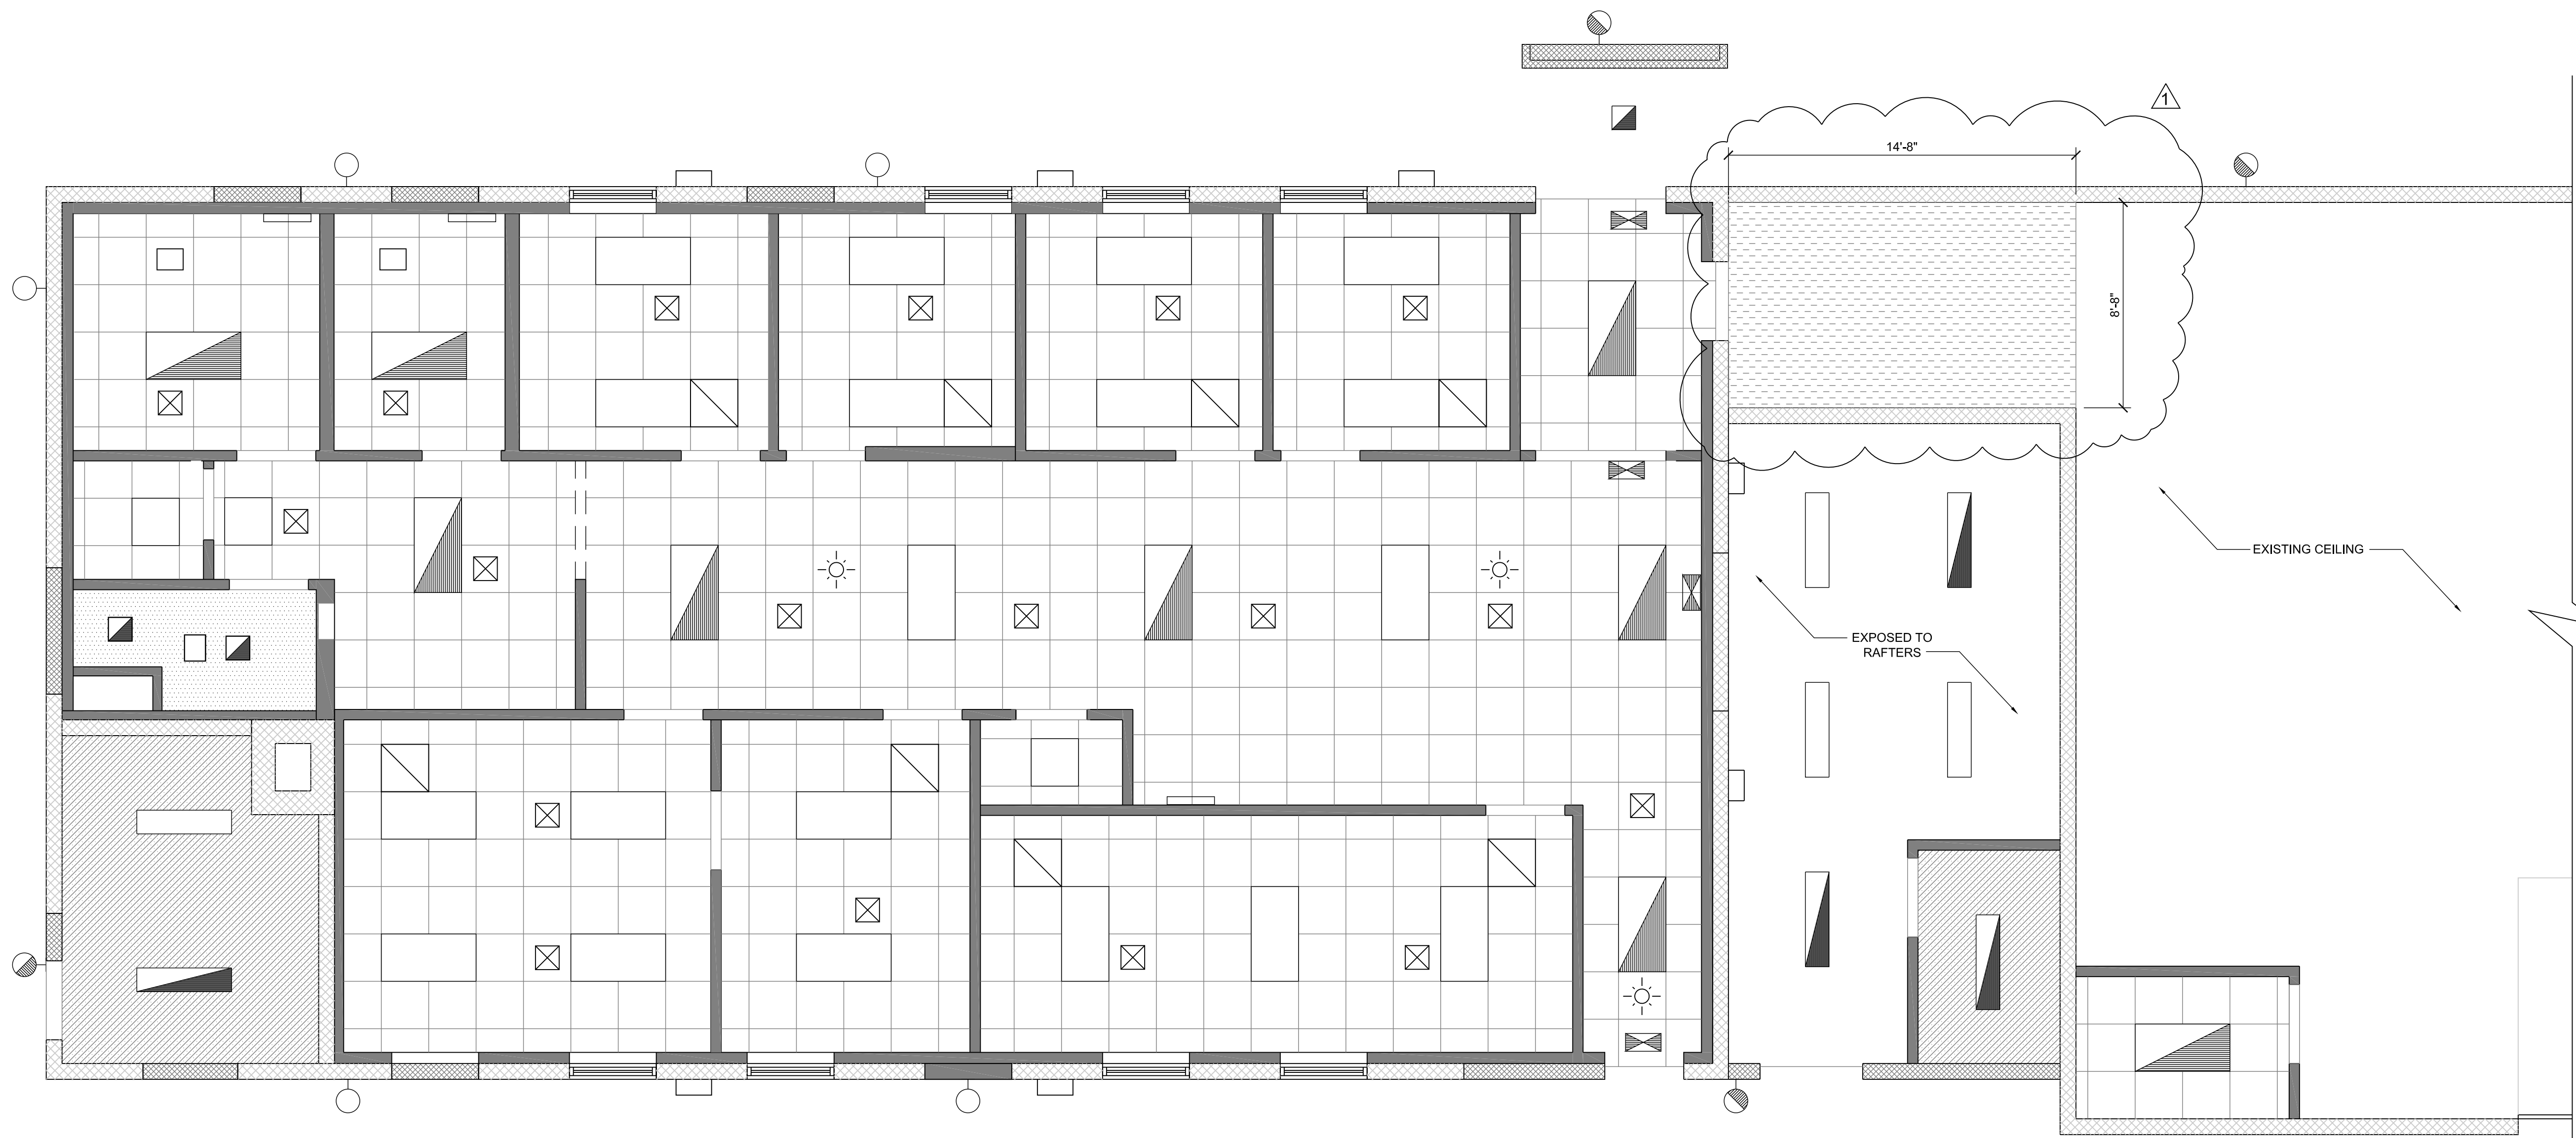 1
14'-8"
8'-8"
EXISTING CEILING
EXPOSED TO
RAFTERS